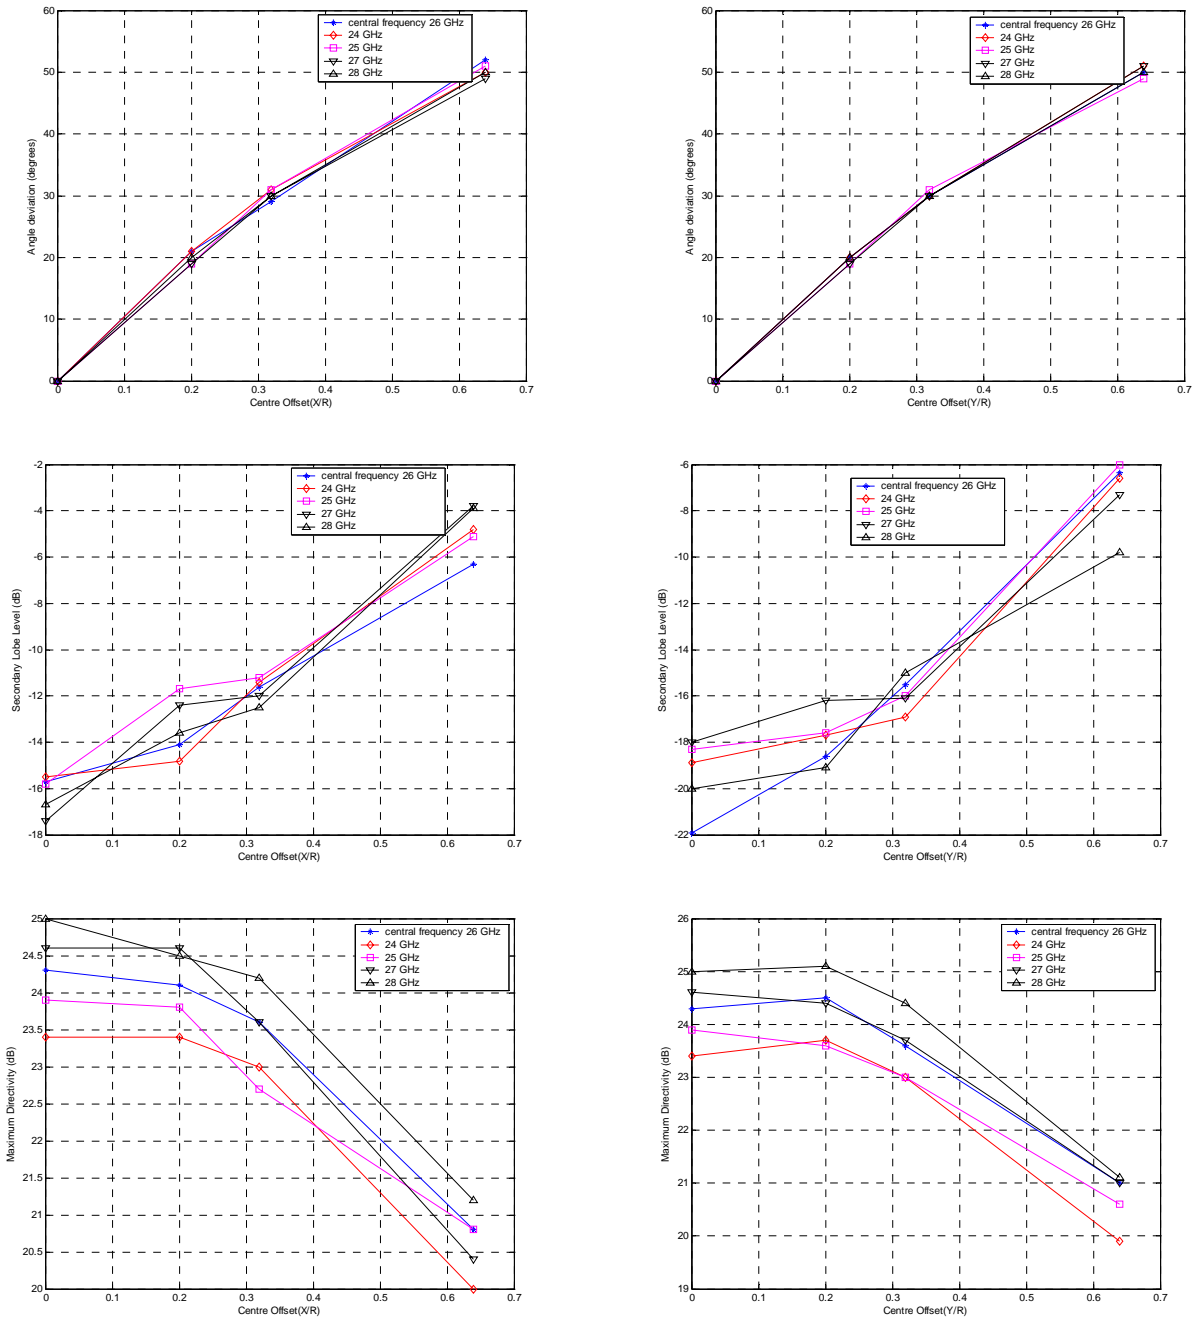 60
50
40
30
20
10
0
Angle deviation (degrees)
central frequency 26 GHz
24 GHz
25 GHz
27 GHz
28 GHz
0 0.1 0.2 0.3 0.4 0.5 0.6 0.7
Centre Offset(X/R)
60
50
40
30
20
10
0
Angle deviation (degrees)
central frequency 26 GHz
24 GHz
25 GHz
27 GHz
28 GHz
0 0.1 0.2 0.3 0.4 0.5 0.6 0.7
Centre Offset(Y/R)
-2
-4
-6
-8
-10
-12
-14
-16
-18
Secondary Lobe Level (dB)
central frequency 26 GHz
24 GHz
25 GHz
27 GHz
28 GHz
0 0.1 0.2 0.3 0.4 0.5 0.6 0.7
Centre Offset(X/R)
-6
-8
-10
-12
-14
-16
-18
-20
-22
Secondary Lobe Level (dB)
central frequency 26 GHz
24 GHz
25 GHz
27 GHz
28 GHz
0 0.1 0.2 0.3 0.4 0.5 0.6 0.7
Centre Offset(Y/R)
25
24.5
24
23.5
23
22.5
22
21.5
21
20.5
20
Maximum Directivity (dB)
central frequency 26 GHz
24 GHz
25 GHz
27 GHz
28 GHz
0 0.1 0.2 0.3 0.4 0.5 0.6 0.7
Centre Offset(X/R)
26
25
24
23
22
21
20
19
Maximum Directivity (dB)
central frequency 26 GHz
24 GHz
25 GHz
27 GHz
28 GHz
0 0.1 0.2 0.3 0.4 0.5 0.6 0.7
Centre Offset(Y/R)